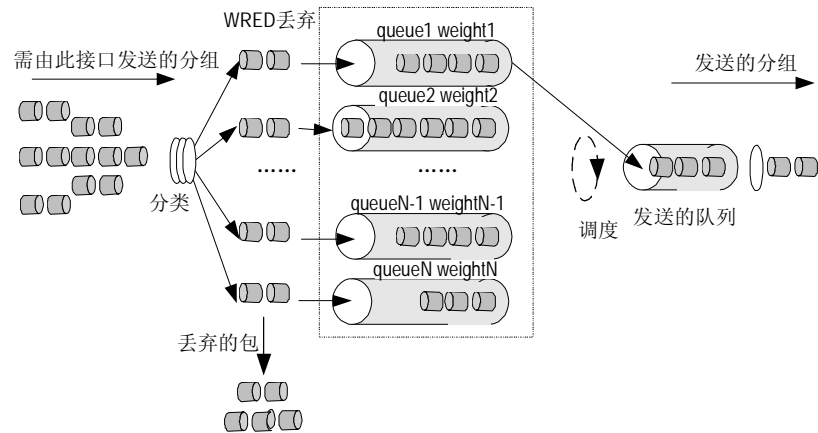 WRED丢弃
queue1 weight1
需由此接口发送的分组
发送的分组
queue2 weight2
……
……
分类
queueN-1 weightN-1
调度
发送的队列
queueN weightN
丢弃的包